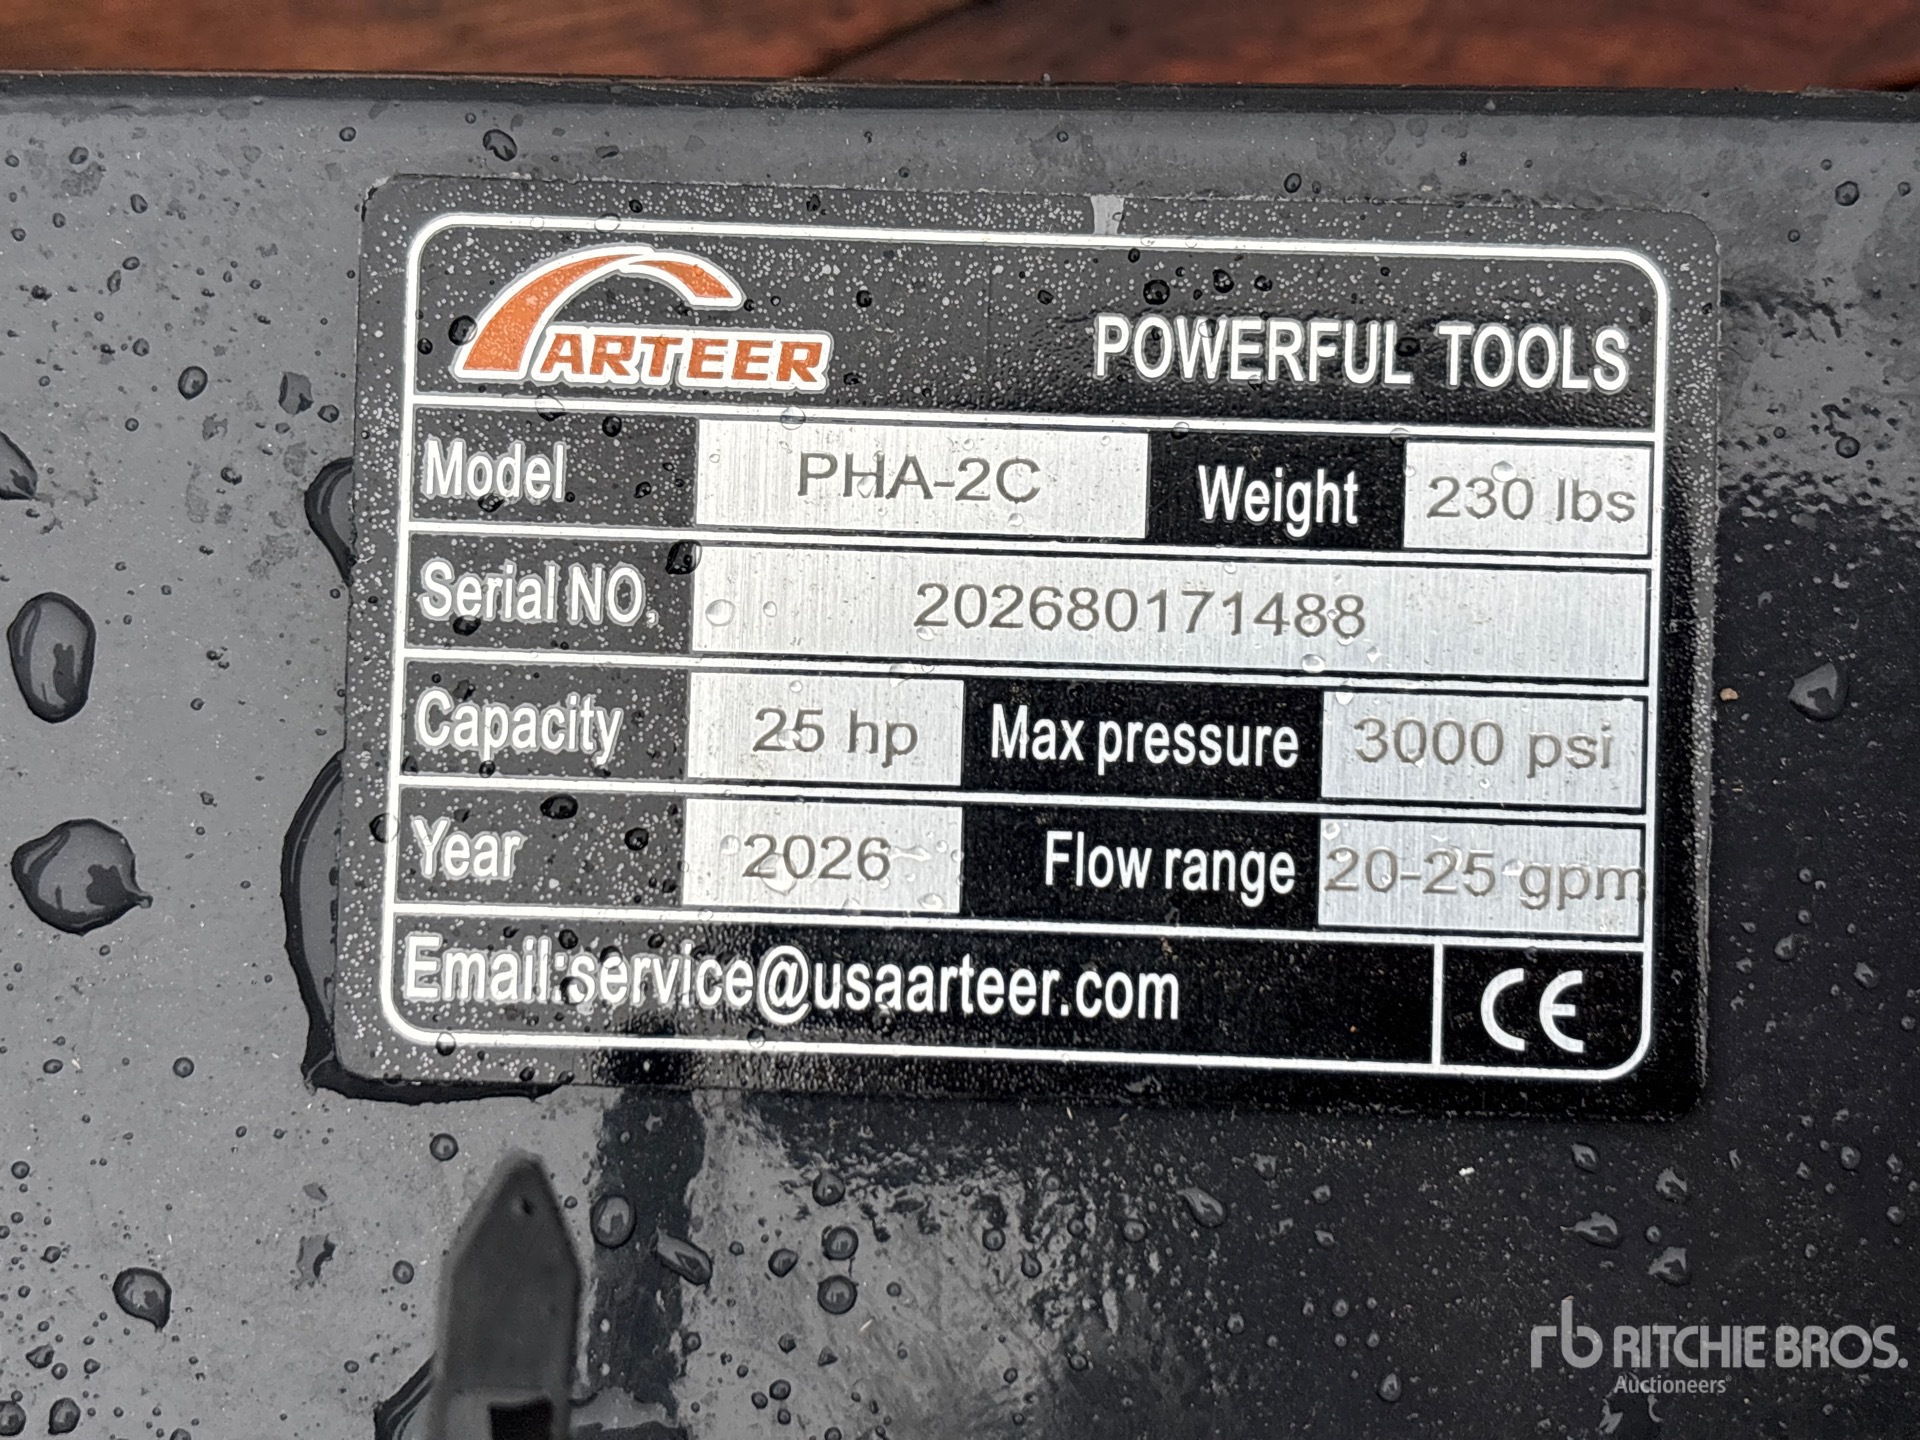 ARTEER POWERFUL TOOLS
Model PHA-2C Weight 230 lbs
Serial NO. 202680171488
Capacity 25 hp Max pressure 3000 psi
Year 2026 Flow range 20-25 gpm
Email:service@usaarteer.com CE
rb RITCHIE BROS.
Auctioneers